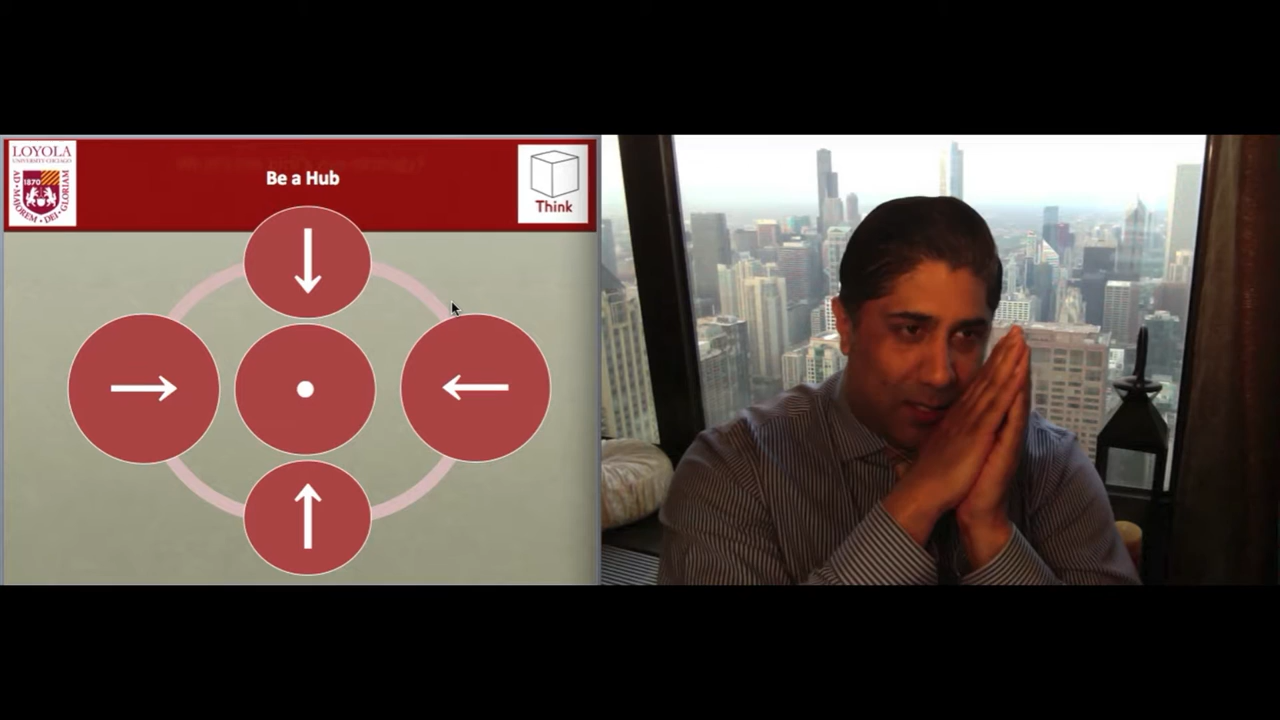 LOYOLA
UNIVERSITY CHICAGO
1870
AD • MAJOREM • DEI • GLORIAM
Be a Hub
Think